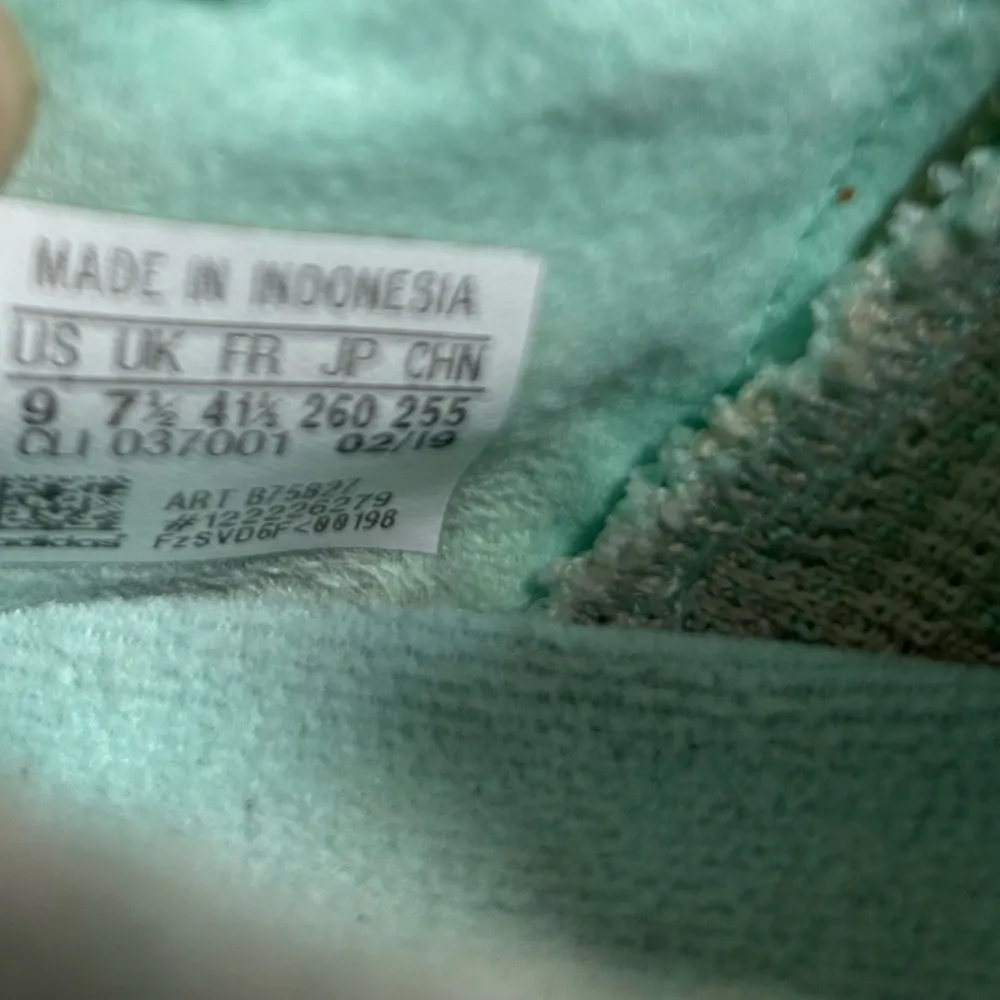 MADE IN INDONESIA
US UK FR JP CHN
9 7½ 41⅓ 260 255
CLI 037001 02/19
ART B75827
#122226279
FzSVD6F<00198
adidas